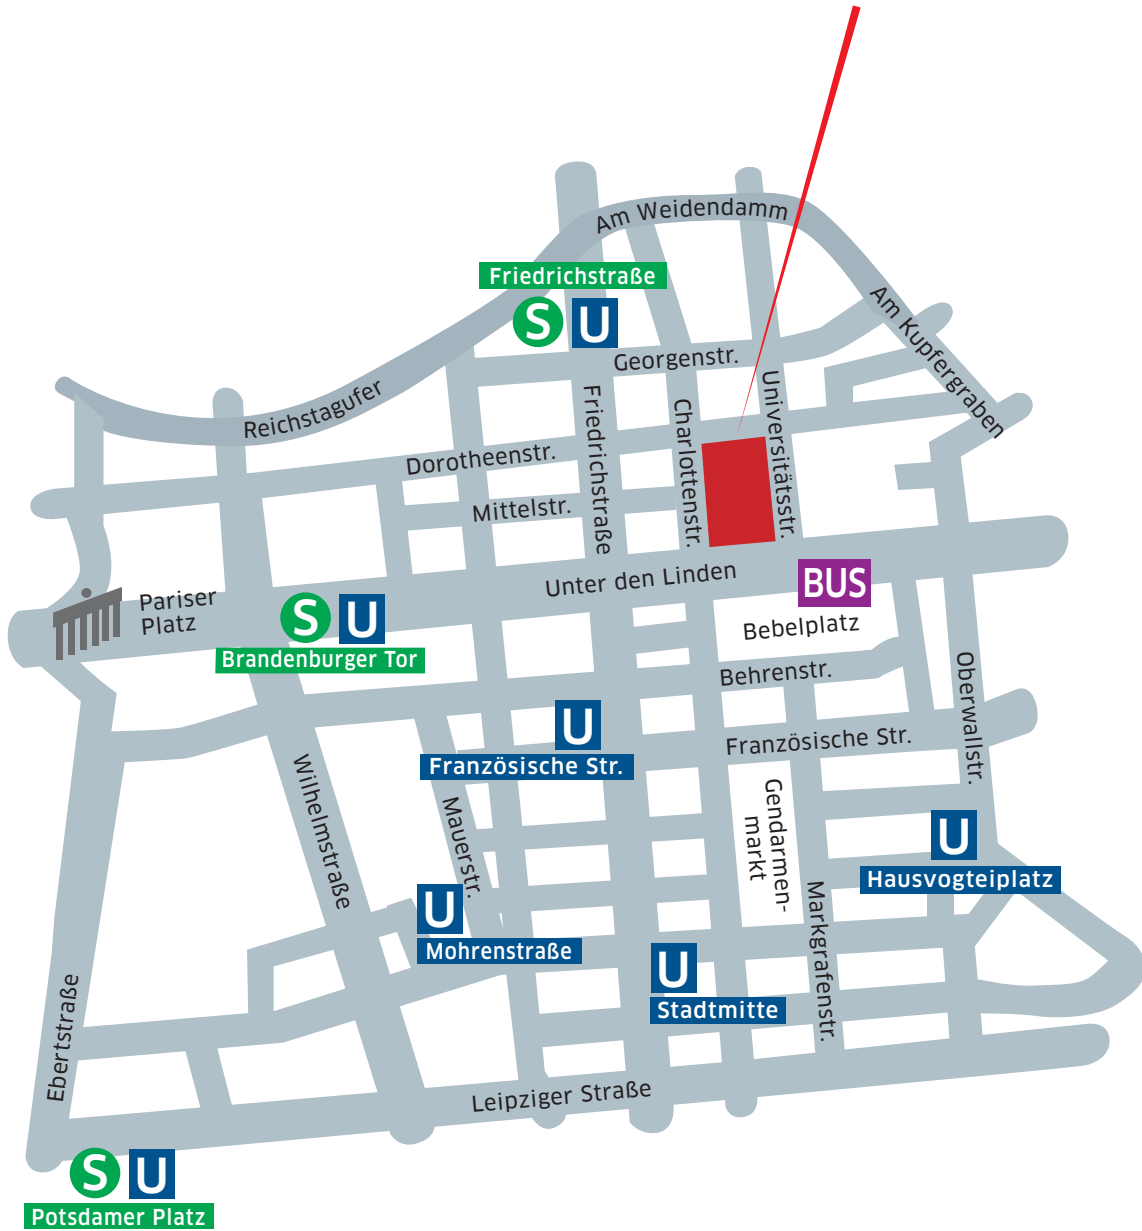 Am Weidendamm
Friedrichstraße
S U
Am Kupfergraben
Georgenstr.
Reichstagufer
Friedrichstraße
Charlottenstr.
Universitätsstr.
Dorotheenstr.
Mittelstr.
Unter den Linden
BUS
Pariser
Platz
S U
Brandenburger Tor
Bebelplatz
Behrenstr.
Oberwallstr.
U
Französische Str.
Französische Str.
Wilhelmstraße
Mauerstr.
Gendarmen-
markt
U
Hausvogteiplatz
U
Mohrenstraße
Markgrafenstr.
U
Stadtmitte
Ebertstraße
Leipziger Straße
S U
Potsdamer Platz